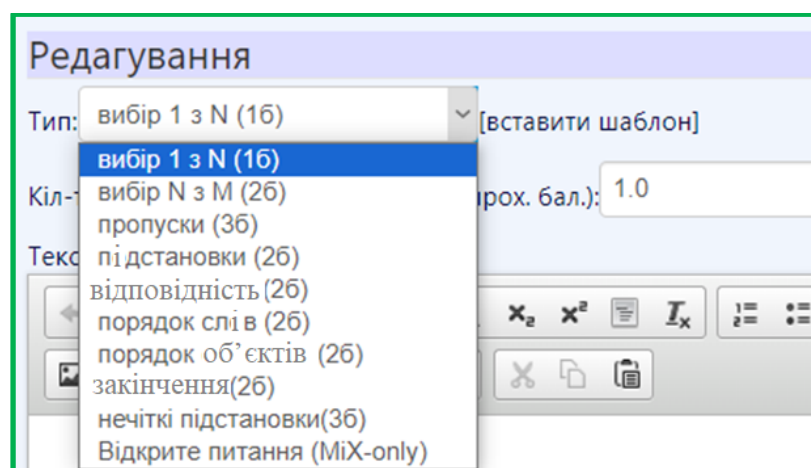 Редагування
Тип: вибір 1 з N (1б) [вставити шаблон]
вибір 1 з N (1б)
вибір N з M (2б)
Кіл- прох. бал.): 1.0
пропуски (3б)
підстановки (2б)
Текс
відповідність (2б)
порядок слів (2б)
порядок об’єктів (2б)
закінчення(2б)
нечіткі підстановки(3б)
Відкрите питання (MiX-only)